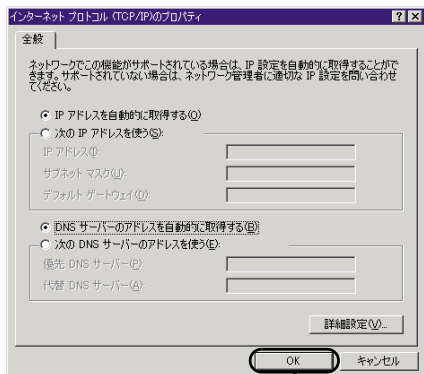 インターネット プロトコル (TCP/IP)のプロパティ
全般
ネットワークでこの機能がサポートされている場合は、IP 設定を自動的に取得することがで
きます。サポートされていない場合は、ネットワーク管理者に適切な IP 設定を問い合わせ
てください。
IP アドレスを自動的に取得する(O)
次の IP アドレスを使う(S):
IP アドレス(I):
サブネット マスク(U):
デフォルト ゲートウェイ(D):
DNS サーバーのアドレスを自動的に取得する(B)
次の DNS サーバーのアドレスを使う(E):
優先 DNS サーバー(P):
代替 DNS サーバー(A):
詳細設定(V)...
OK
キャンセル